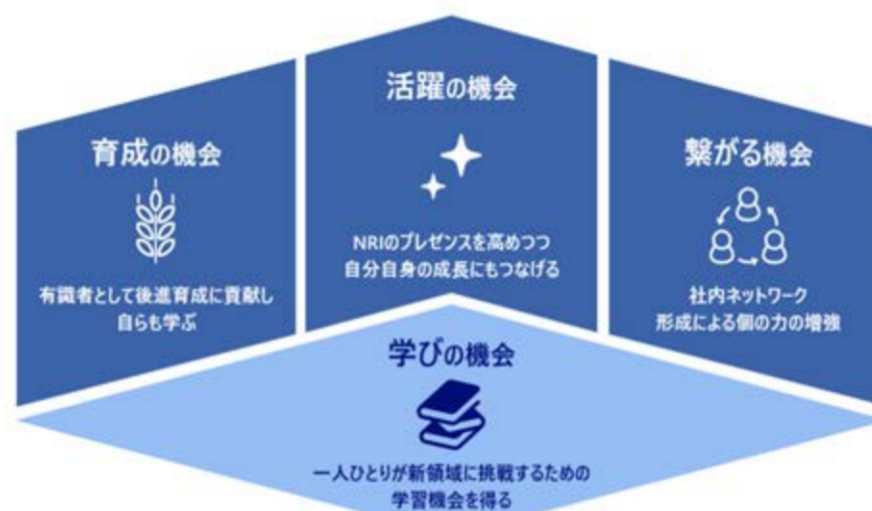 活躍の機会
NRIのプレゼンスを高めつつ
自分自身の成長にもつなげる
育成の機会
有識者として後進育成に貢献し
自らも学ぶ
繋がる機会
社内ネットワーク
形成による個の力の増強
学びの機会
一人ひとりが新領域に挑戦するための
学習機会を得る